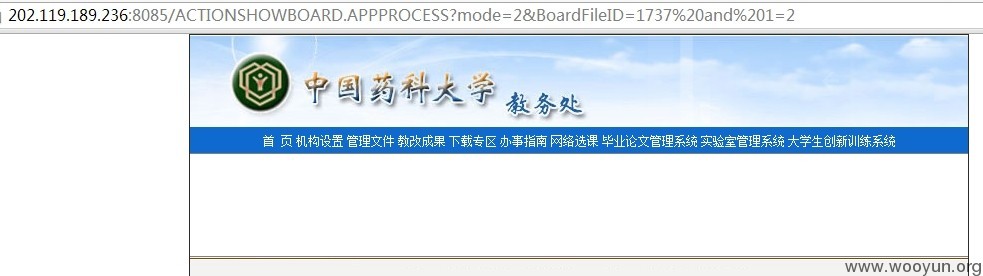 202.119.189.236:8085/ACTIONSHOWBOARD.APPPROCESS?mode=2&BoardFileID=1737%20and%201=2
中国药科大学 教务处
首 页 机构设置 管理文件 教改成果 下载专区 办事指南 网络选课 毕业论文管理系统 实验室管理系统 大学生创新训练系统
www.wooyun.org